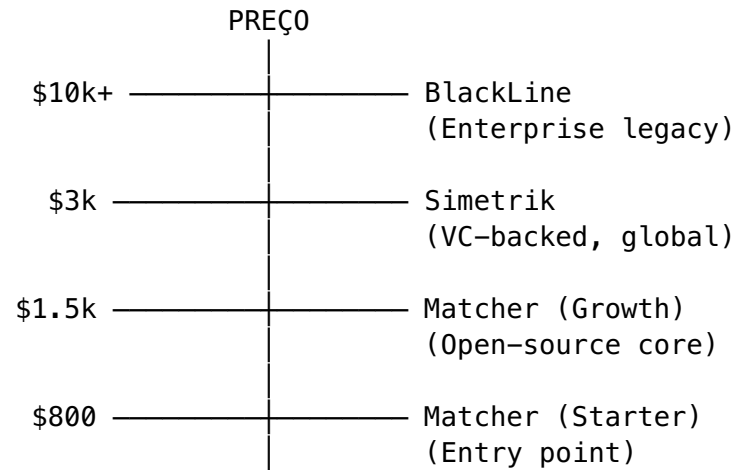 PREÇO
$10k+ BlackLine
(Enterprise legacy)
$3k Simetrik
(VC-backed, global)
$1.5k Matcher (Growth)
(Open-source core)
$800 Matcher (Starter)
(Entry point)